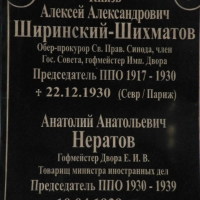 Князь
Алексей Александрович
Ширинский-Шихматов
Обер-прокурор Св. Прав. Синода, член
Гос. Совета, гофмейстер Имп. Двора
Председатель ППО 1917 - 1930
+ 22.12.1930 (Севр / Париж)
Анатолий Анатольевич
Нератов
Гофмейстер Двора Е. И. В.
Товарищ министра иностранных дел
Председатель ППО 1930 - 1939